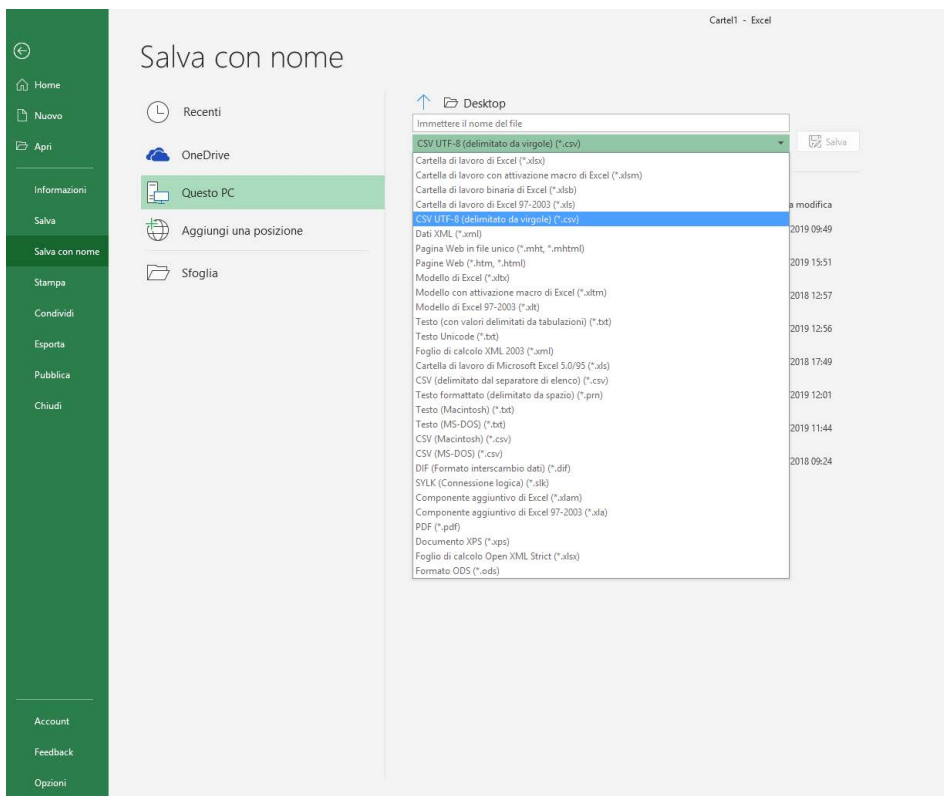 Cartel1 - Excel
Salva con nome
Home
Nuovo
Apri
Informazioni
Salva
Salva con nome
Stampa
Condividi
Esporta
Pubblica
Chiudi
Account
Feedback
Opzioni
Recenti
OneDrive
Questo PC
Aggiungi una posizione
Sfoglia
Desktop
Immettere il nome del file
CSV UTF-8 (delimitato da virgole) (*.csv)
Salva
Cartella di lavoro di Excel (*.xlsx)
Cartella di lavoro con attivazione macro di Excel (*.xlsm)
Cartella di lavoro binaria di Excel (*.xlsb)
Cartella di lavoro di Excel 97-2003 (*.xls)
CSV UTF-8 (delimitato da virgole) (*.csv)
Dati XML (*.xml)
Pagina Web in file unico (*.mht, *.mhtml)
Pagine Web (*.htm, *.html)
Modello di Excel (*.xltx)
Modello con attivazione macro di Excel (*.xltm)
Modello di Excel 97-2003 (*.xlt)
Testo (con valori delimitati da tabulazioni) (*.txt)
Testo Unicode (*.txt)
Foglio di calcolo XML 2003 (*.xml)
Cartella di lavoro di Microsoft Excel 5.0/95 (*.xls)
CSV (delimitato dal separatore di elenco) (*.csv)
Testo formattato (delimitato da spazio) (*.prn)
Testo (Macintosh) (*.txt)
Testo (MS-DOS) (*.txt)
CSV (Macintosh) (*.csv)
CSV (MS-DOS) (*.csv)
DIF (Formato interscambio dati) (*.dif)
SYLK (Connessione logica) (*.slk)
Componente aggiuntivo di Excel (*.xlam)
Componente aggiuntivo di Excel 97-2003 (*.xla)
PDF (*.pdf)
Documento XPS (*.xps)
Foglio di calcolo Open XML Strict (*.xlsx)
Formato ODS (*.ods)
a modifica
2019 09:49
2019 15:51
2018 12:57
2019 12:56
2018 17:49
2019 12:01
2019 11:44
2018 09:24